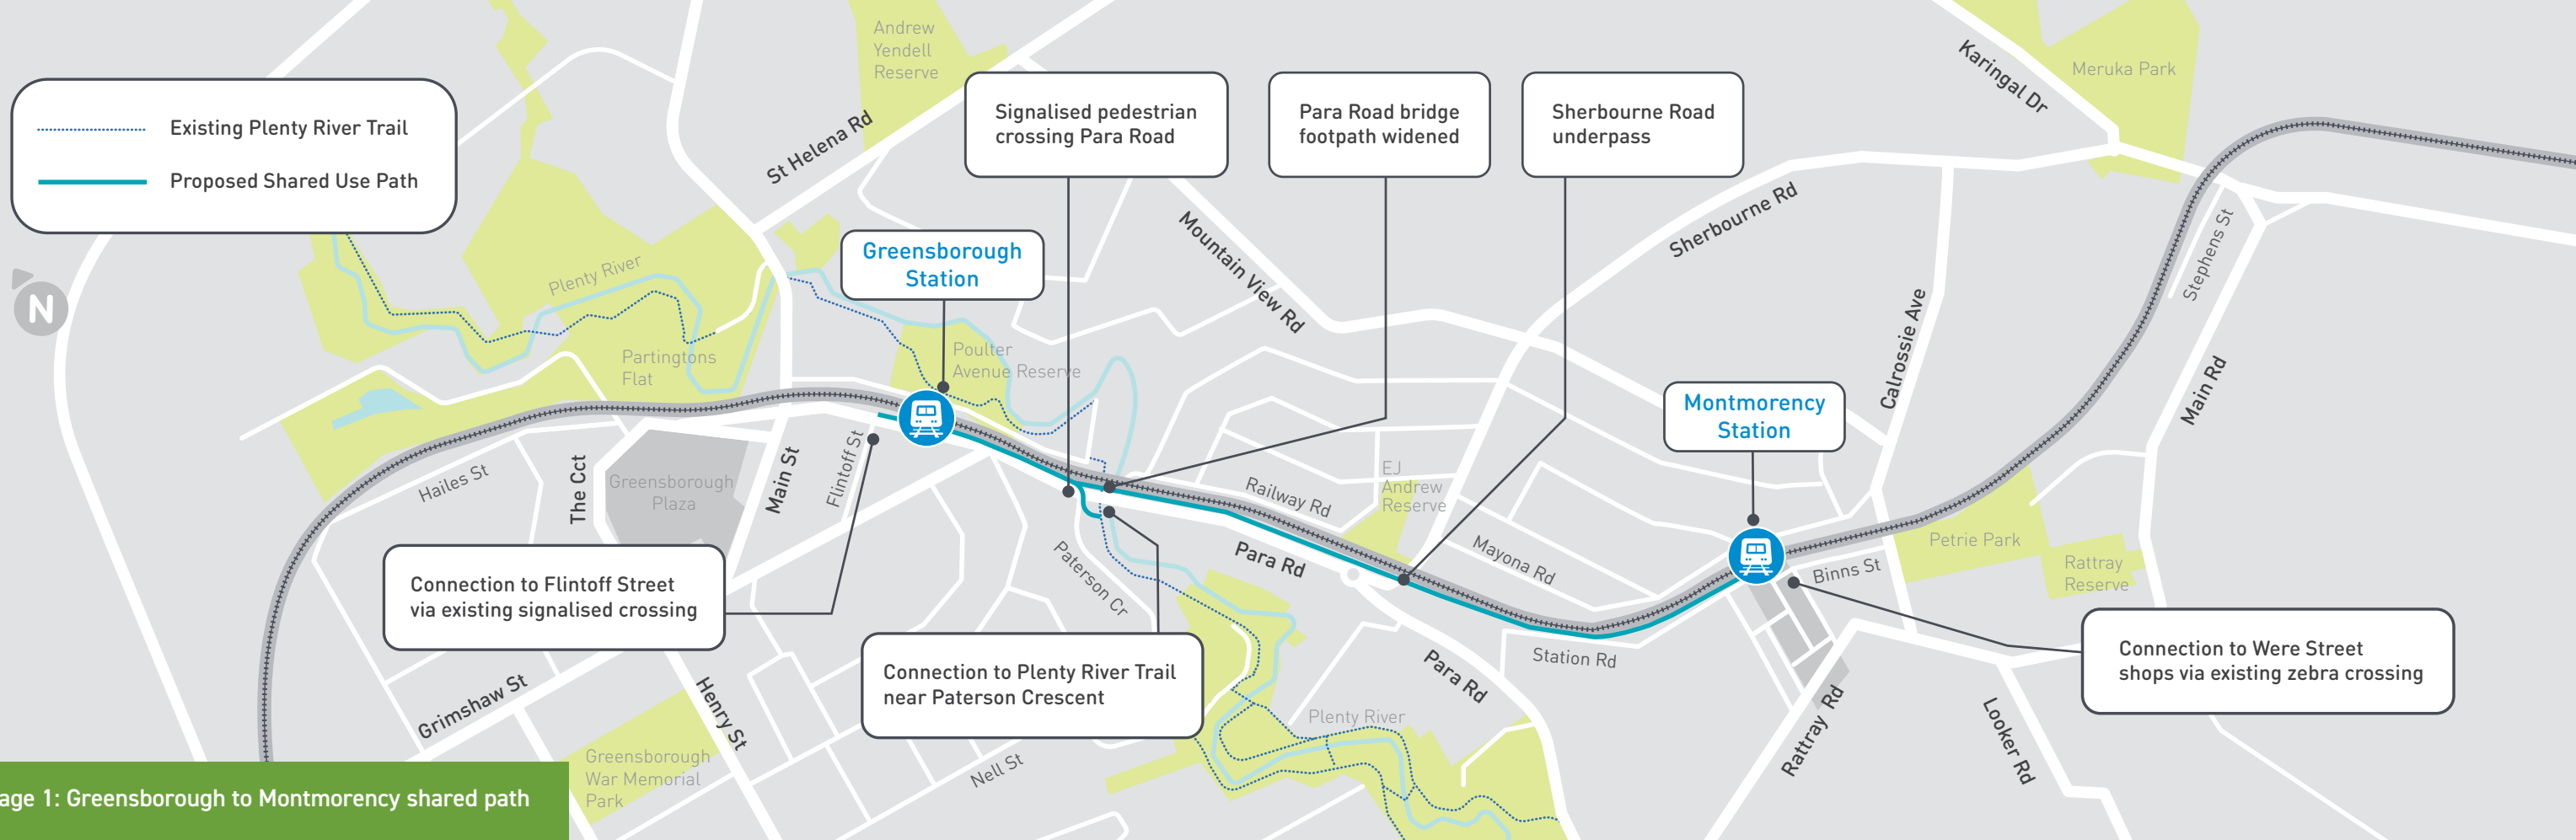 Existing Plenty River Trail
Proposed Shared Use Path
N
Andrew
Yendell
Reserve
St Helena Rd
Signalised pedestrian
crossing Para Road
Para Road bridge
footpath widened
Sherbourne Road
underpass
Karingal Dr
Meruka Park
Plenty River
Greensborough
Station
Mountain View Rd
Sherbourne Rd
Stephens St
Partingtons
Flat
Poulter
Avenue Reserve
Calrossie Ave
Main Rd
Montmorency
Station
Hailes St
The Cct
Greensborough
Plaza
Main St
Flintoff St
Railway Rd
EJ
Andrew
Reserve
Mayona Rd
Para Rd
Paterson Cr
Binns St
Petrie Park
Rattray
Reserve
Connection to Flintoff Street
via existing signalised crossing
Connection to Plenty River Trail
near Paterson Crescent
Station Rd
Connection to Were Street
shops via existing zebra crossing
Grimshaw St
Henry St
Para Rd
Plenty River
Rattray Rd
Looker Rd
Nell St
Greensborough
War Memorial
Park
age 1: Greensborough to Montmorency shared path